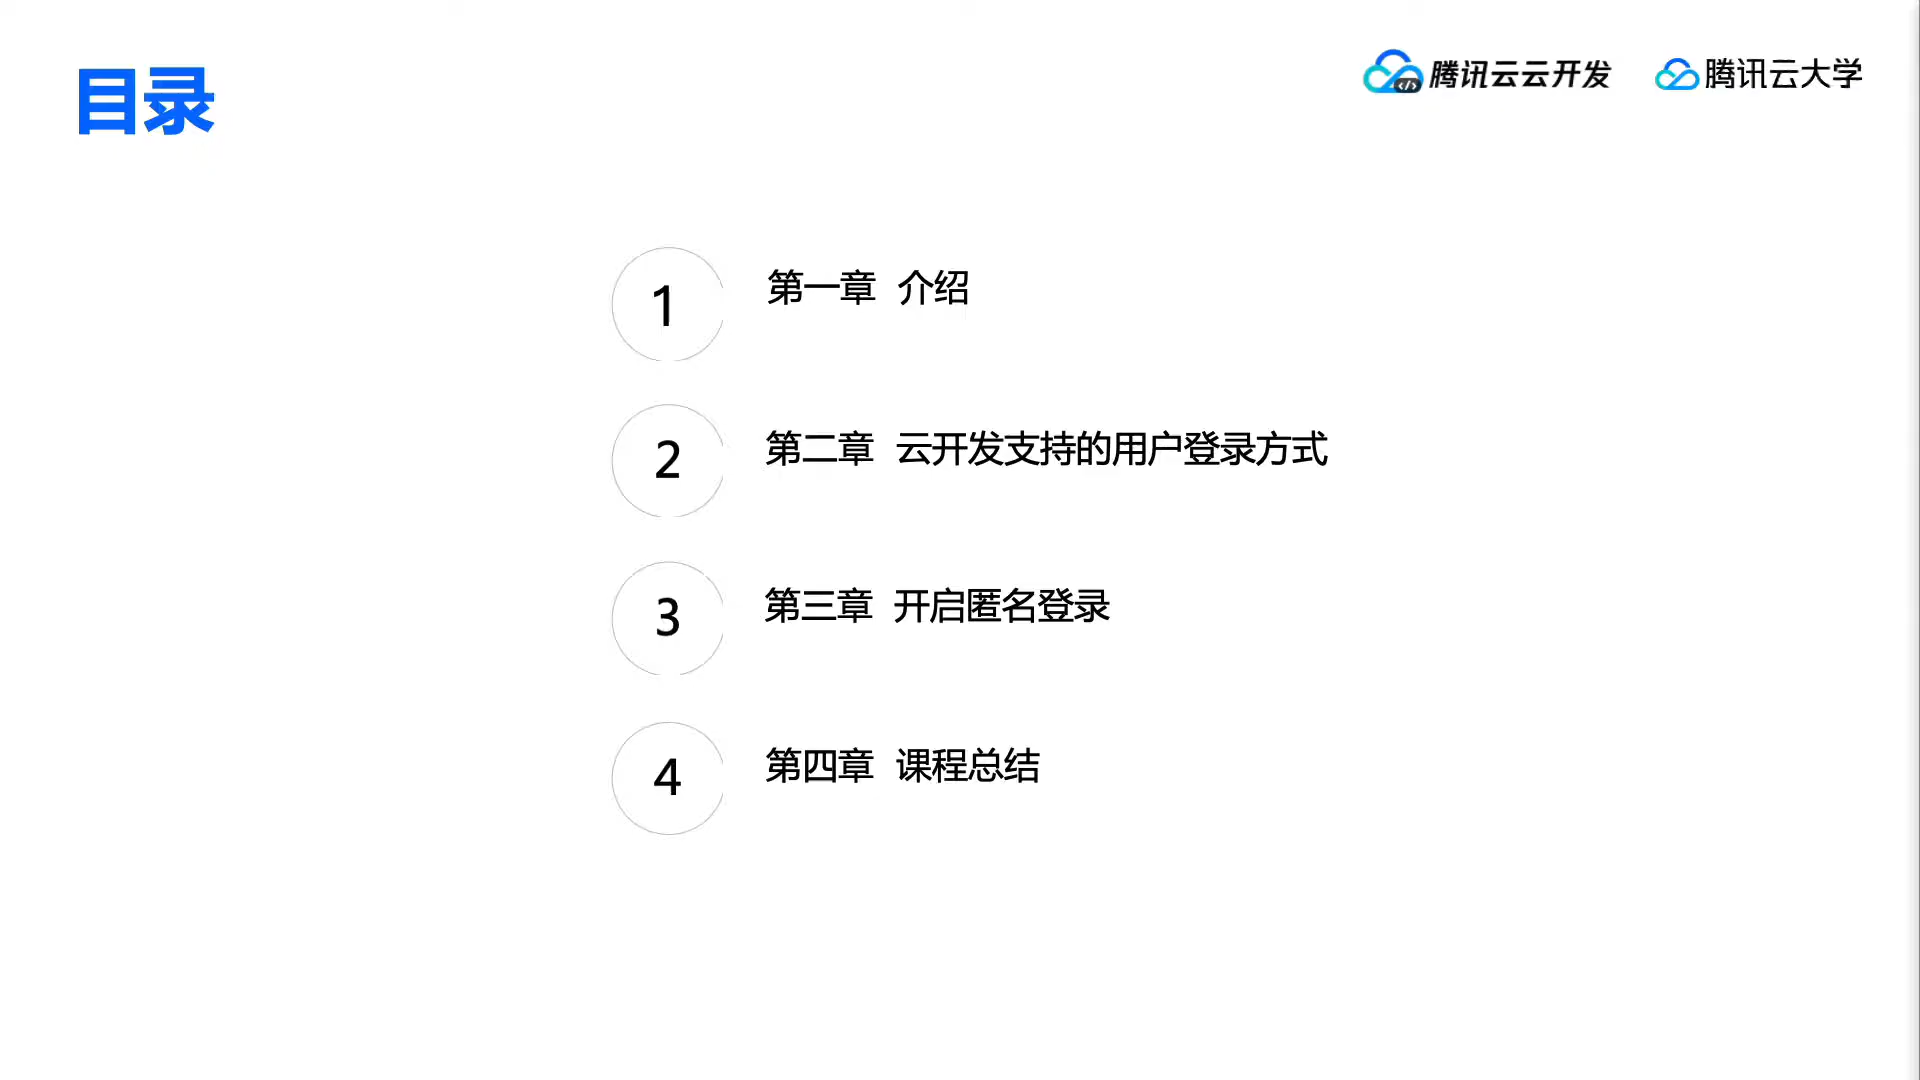 目录
腾讯云云开发
腾讯云大学
1
第一章 介绍
2
第二章 云开发支持的用户登录方式
3
第三章 开启匿名登录
4
第四章 课程总结